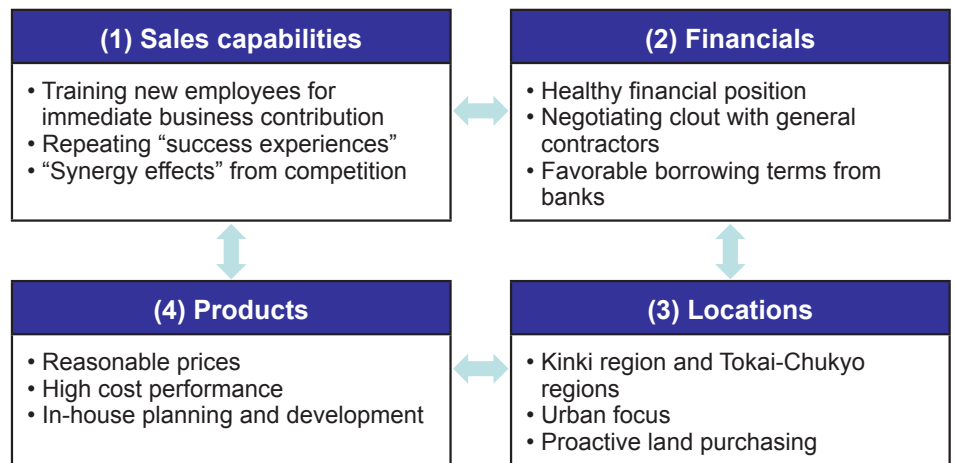 (1) Sales capabilities
• Training new employees for
immediate business contribution
• Repeating “success experiences”
• “Synergy effects” from competition
(2) Financials
• Healthy financial position
• Negotiating clout with general
contractors
• Favorable borrowing terms from
banks
(4) Products
• Reasonable prices
• High cost performance
• In-house planning and development
(3) Locations
• Kinki region and Tokai-Chukyo
regions
• Urban focus
• Proactive land purchasing